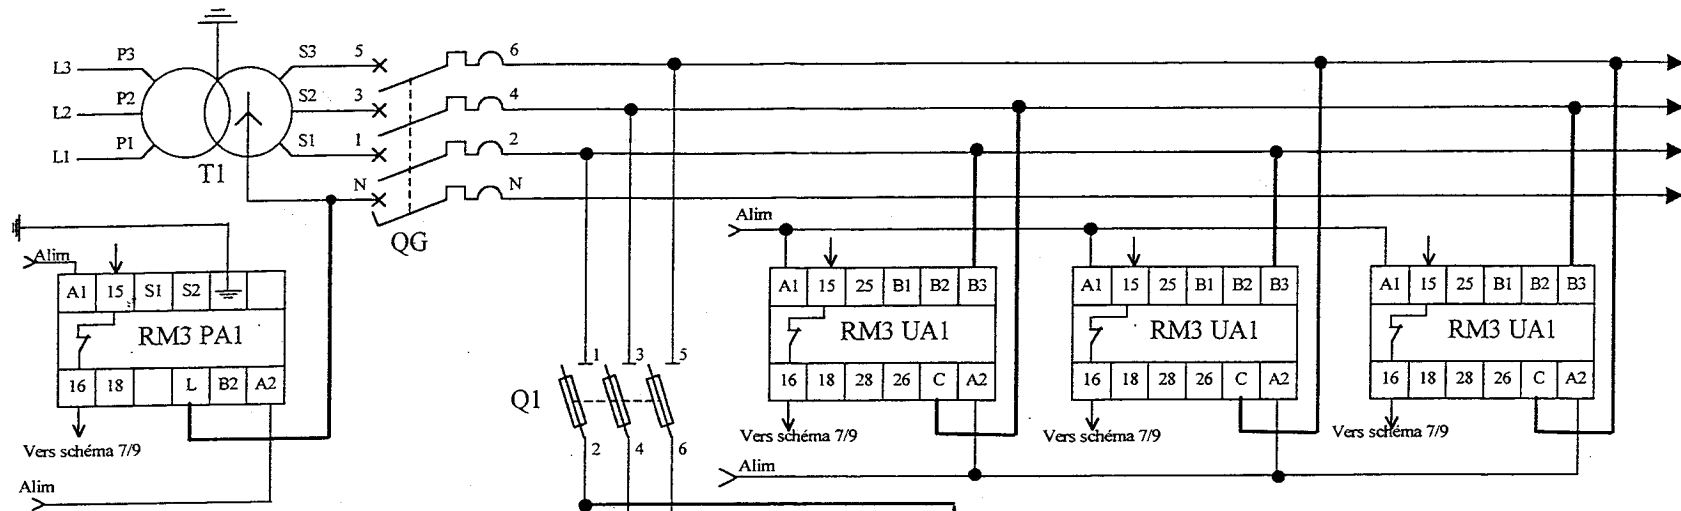 L3 P3 S3 5 6
L2 P2 S2 3 4
L1 P1 S1 1 2
T1 N N
QG
Alim
A1 15 S1 S2
RM3 PA1
16 18 L B2 A2
Vers schéma 7/9
Alim
1 3 5
Q1
2 4 6
Alim
A1 15 25 B1 B2 B3
RM3 UA1
16 18 28 26 C A2
Vers schéma 7/9
A1 15 25 B1 B2 B3
RM3 UA1
16 18 28 26 C A2
Vers schéma 7/9
A1 15 25 B1 B2 B3
RM3 UA1
16 18 28 26 C A2
Vers schéma 7/9
Alim